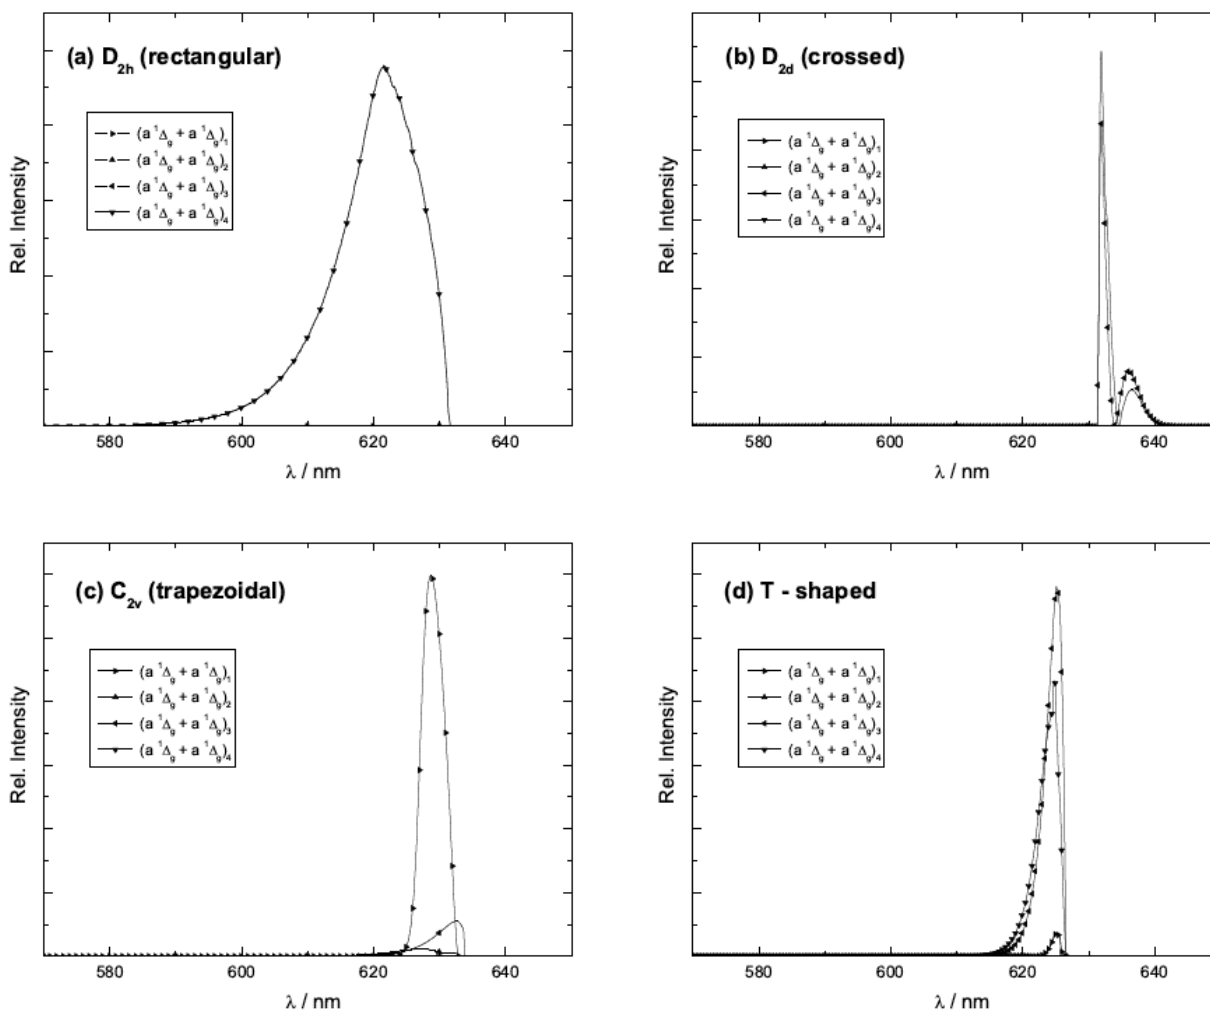 (a) D₂ₕ (rectangular)
(a ¹Δg + a ¹Δg)₁
(a ¹Δg + a ¹Δg)₂
(a ¹Δg + a ¹Δg)₃
(a ¹Δg + a ¹Δg)₄
Rel. Intensity
580 600 620 640
λ / nm
(b) D₂d (crossed)
(a ¹Δg + a ¹Δg)₁
(a ¹Δg + a ¹Δg)₂
(a ¹Δg + a ¹Δg)₃
(a ¹Δg + a ¹Δg)₄
Rel. Intensity
580 600 620 640
λ / nm
(c) C₂ᵥ (trapezoidal)
(a ¹Δg + a ¹Δg)₁
(a ¹Δg + a ¹Δg)₂
(a ¹Δg + a ¹Δg)₃
(a ¹Δg + a ¹Δg)₄
Rel. Intensity
580 600 620 640
λ / nm
(d) T - shaped
(a ¹Δg + a ¹Δg)₁
(a ¹Δg + a ¹Δg)₂
(a ¹Δg + a ¹Δg)₃
(a ¹Δg + a ¹Δg)₄
Rel. Intensity
580 600 620 640
λ / nm